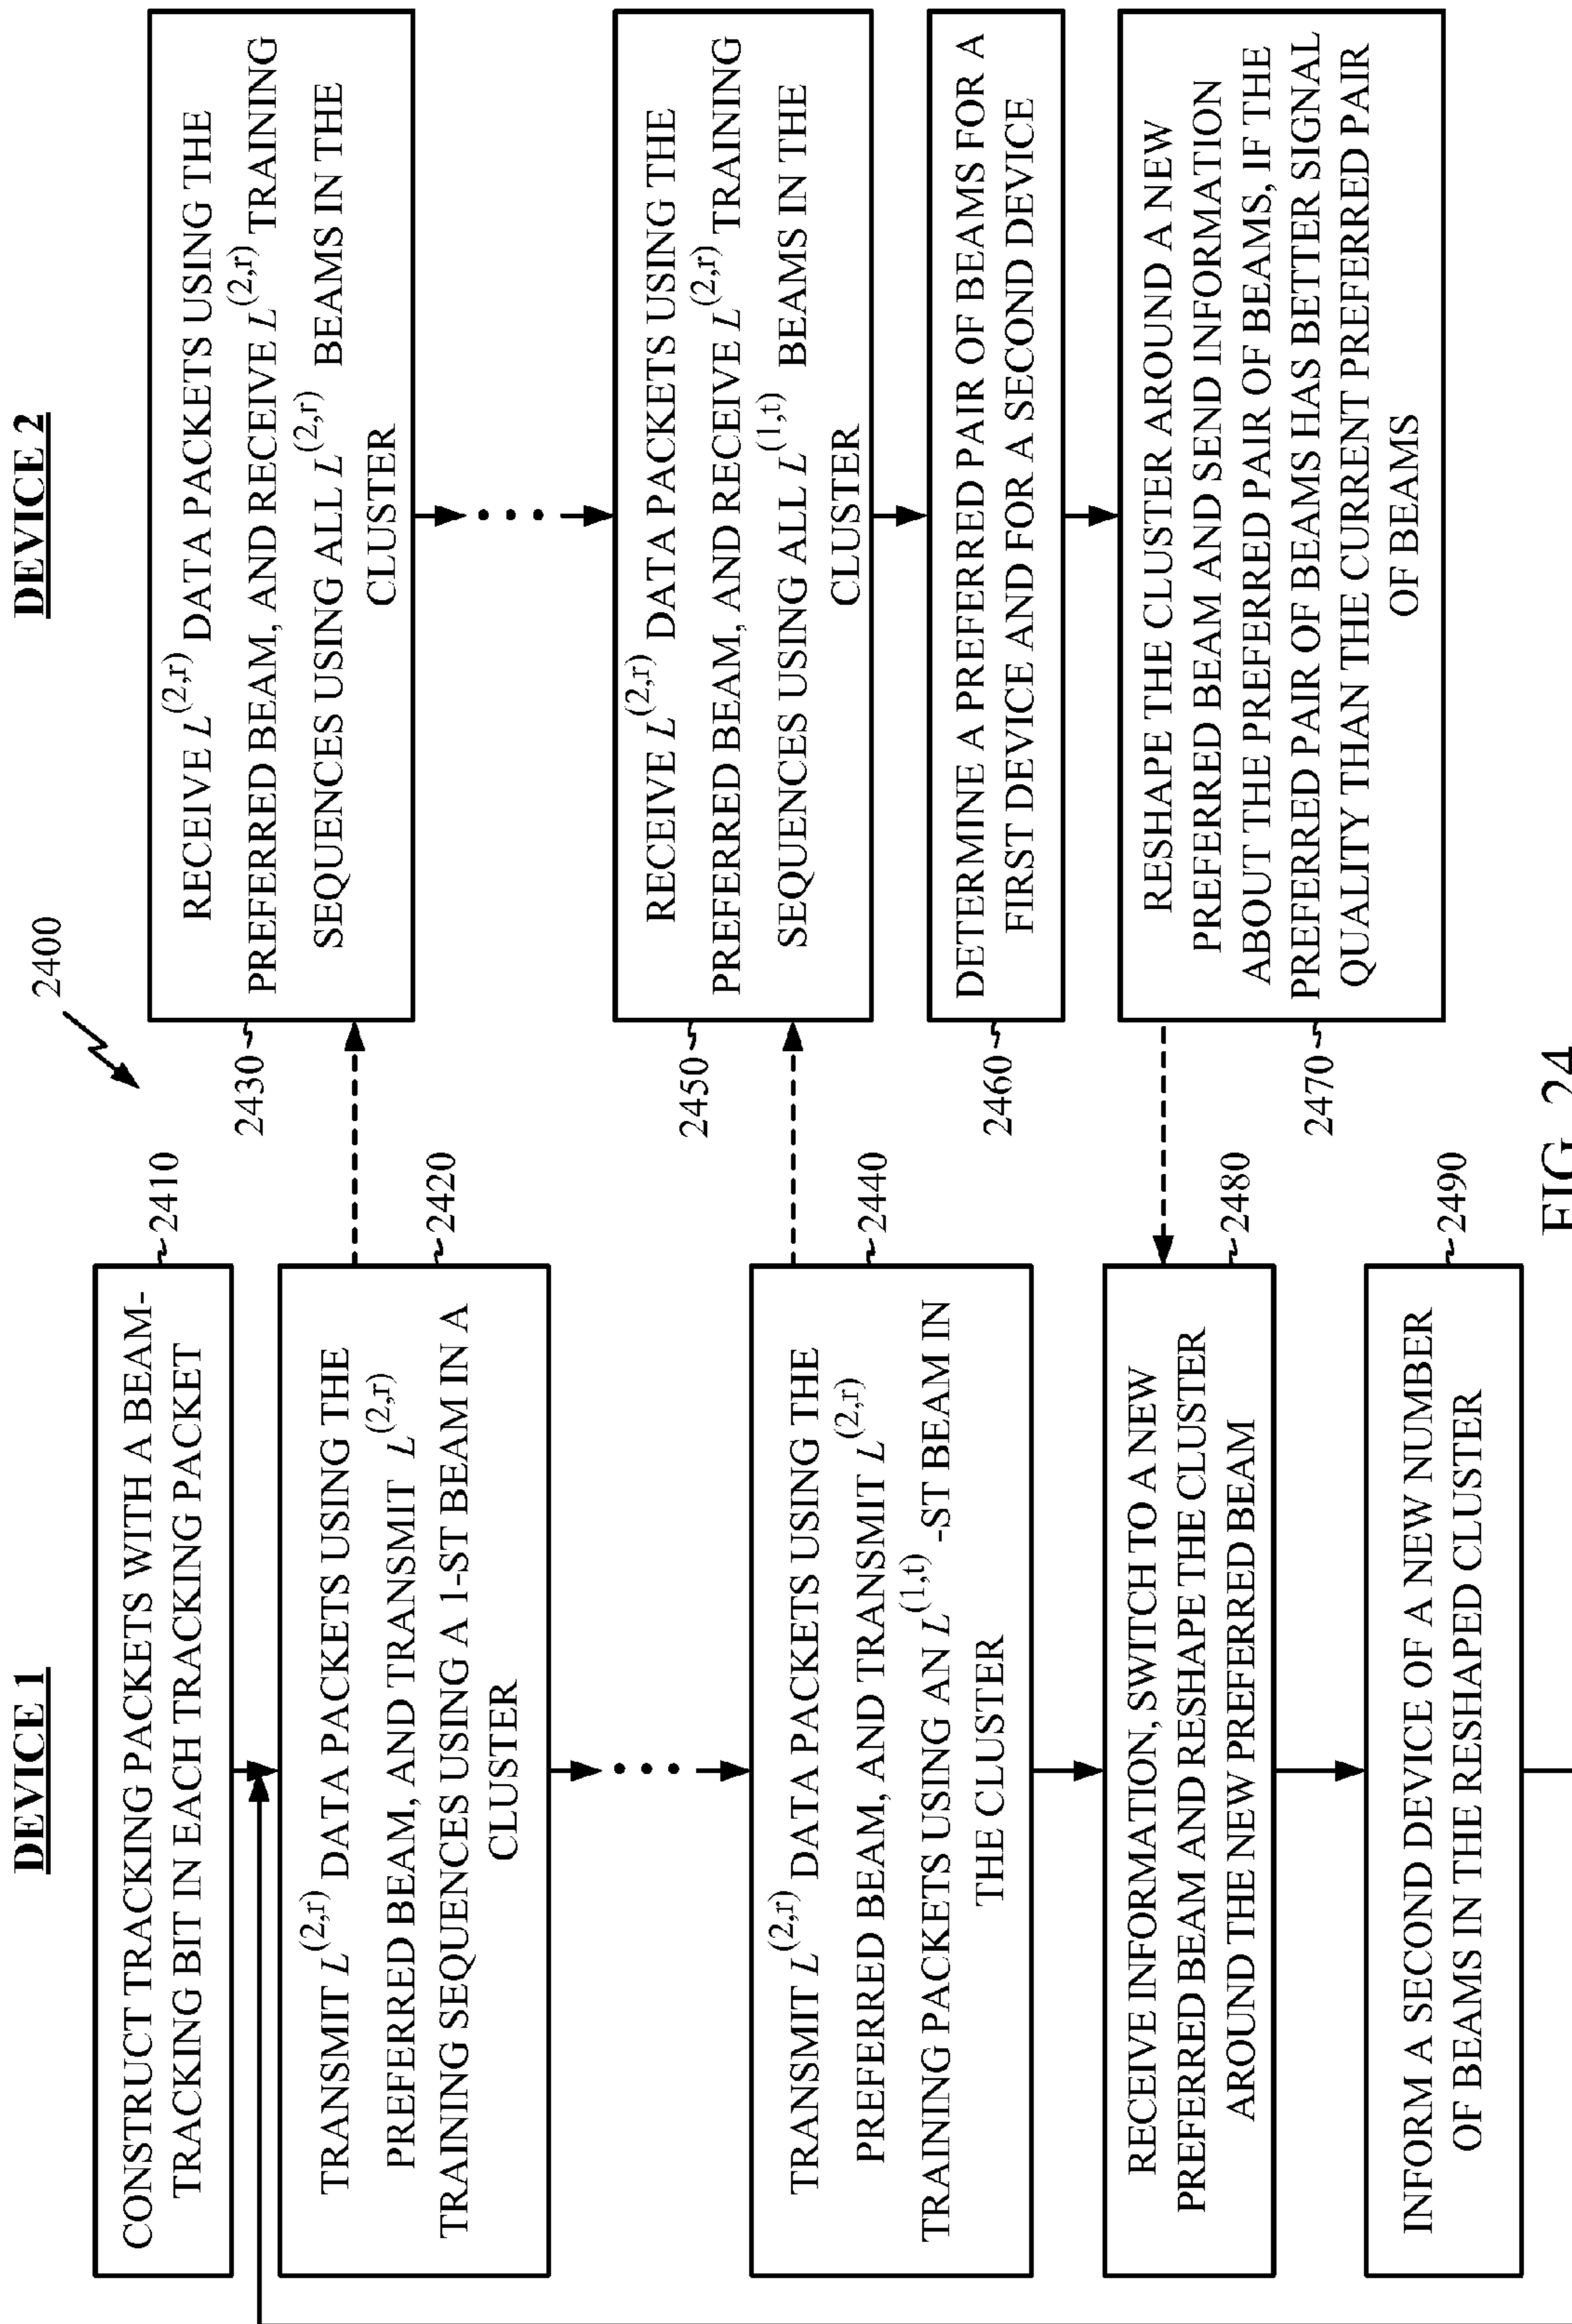 DEVICE 1
CONSTRUCT TRACKING PACKETS WITH A BEAM-
TRACKING BIT IN EACH TRACKING PACKET
2410
TRANSMIT L(2,r) DATA PACKETS USING THE
PREFERRED BEAM, AND TRANSMIT L(2,r)
TRAINING SEQUENCES USING A 1-ST BEAM IN A
CLUSTER
2420
TRANSMIT L(2,r) DATA PACKETS USING THE
PREFERRED BEAM, AND TRANSMIT L(2,r)
TRAINING PACKETS USING AN L(1,t) -ST BEAM IN
THE CLUSTER
2440
RECEIVE INFORMATION, SWITCH TO A NEW
PREFERRED BEAM AND RESHAPE THE CLUSTER
AROUND THE NEW PREFERRED BEAM
2480
INFORM A SECOND DEVICE OF A NEW NUMBER
OF BEAMS IN THE RESHAPED CLUSTER
2490
DEVICE 2
2400
RECEIVE L(2,r) DATA PACKETS USING THE
PREFERRED BEAM, AND RECEIVE L(2,r) TRAINING
SEQUENCES USING ALL L(2,r) BEAMS IN THE
CLUSTER
2430
RECEIVE L(2,r) DATA PACKETS USING THE
PREFERRED BEAM, AND RECEIVE L(2,r) TRAINING
SEQUENCES USING ALL L(1,t) BEAMS IN THE
CLUSTER
2450
DETERMINE A PREFERRED PAIR OF BEAMS FOR A
FIRST DEVICE AND FOR A SECOND DEVICE
2460
RESHAPE THE CLUSTER AROUND A NEW
PREFERRED BEAM AND SEND INFORMATION
ABOUT THE PREFERRED PAIR OF BEAMS, IF THE
PREFERRED PAIR OF BEAMS HAS BETTER SIGNAL
QUALITY THAN THE CURRENT PREFERRED PAIR
OF BEAMS
2470
FIG. 24